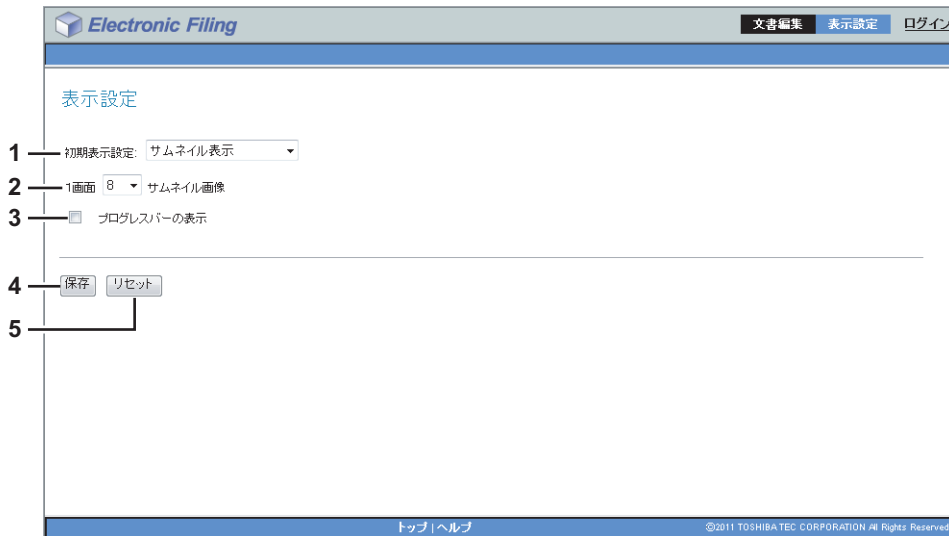 Electronic Filing
文書編集 表示設定 ログイン
表示設定
1 初期表示設定: サムネイル表示
2 1画面 8 サムネイル画像
3 プログレスバーの表示
4 保存 リセット
5
トップ | ヘルプ ©2011 TOSHIBA TEC CORPORATION All Rights Reserved